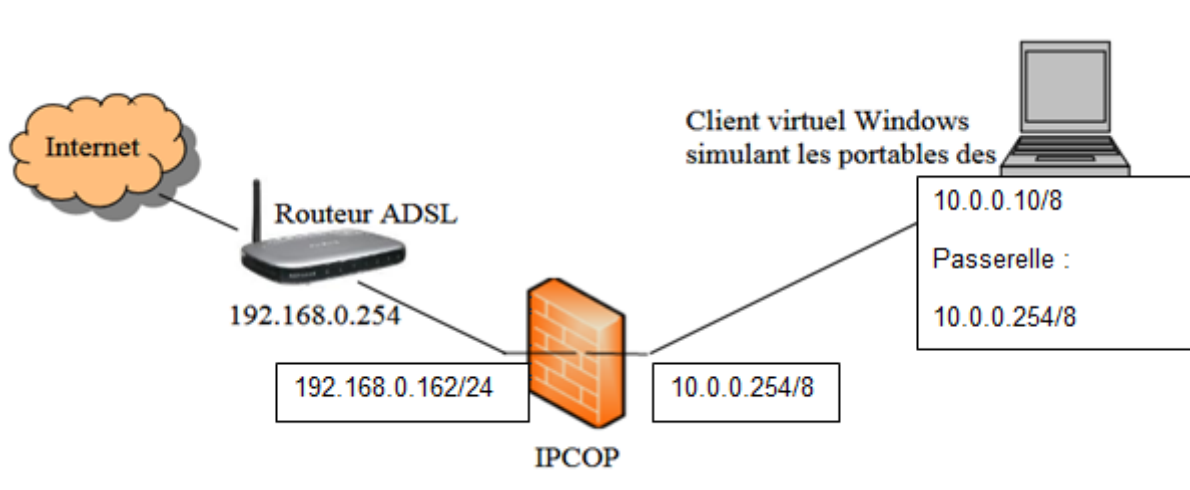 Internet
Routeur ADSL
192.168.0.254
192.168.0.162/24
IPCOP
10.0.0.254/8
Client virtuel Windows
simulant les portables des
10.0.0.10/8
Passerelle :
10.0.0.254/8